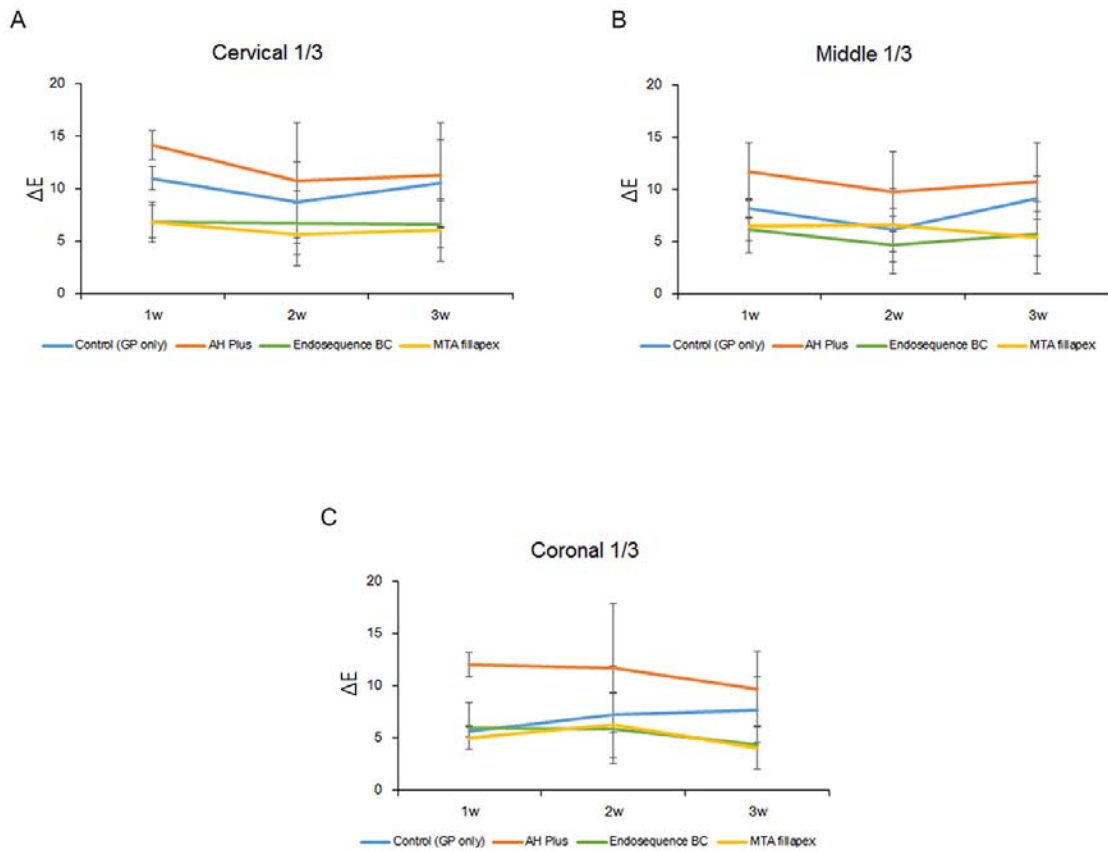 A
Cervical 1/3
20
15
10
5
0
ΔE
1w 2w 3w
Control (GP only) AH Plus Endosequence BC MTA fillapex
B
Middle 1/3
20
15
10
5
0
ΔE
1w 2w 3w
Control (GP only) AH Plus Endosequence BC MTA fillapex
C
Coronal 1/3
20
15
10
5
0
ΔE
1w 2w 3w
Control (GP only) AH Plus Endosequence BC MTA fillapex